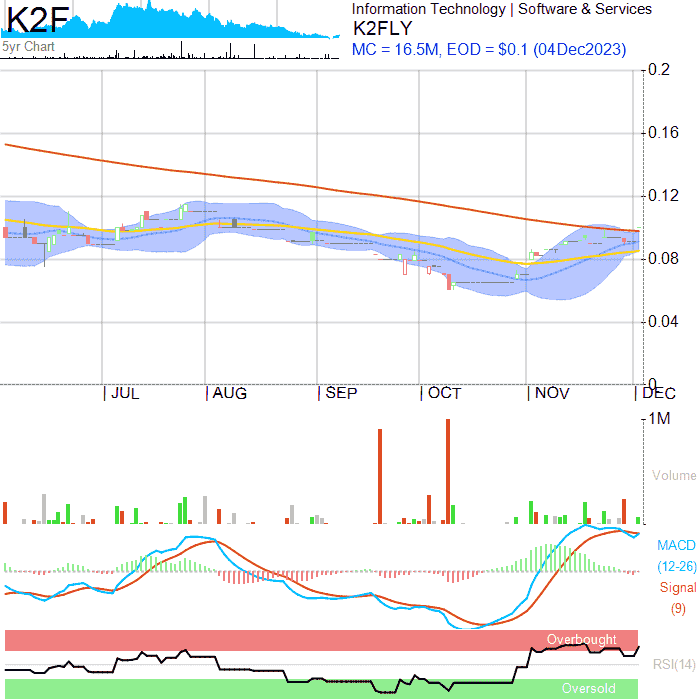 K2F
5yr Chart
Information Technology | Software & Services
K2FLY
MC = 16.5M, EOD = $0.1 (04Dec2023)
0.2
0.16
0.12
0.08
0.04
0
JUL AUG SEP OCT NOV DEC
1M
Volume
MACD
(12-26)
Signal
(9)
Overbought
RSI(14)
Oversold